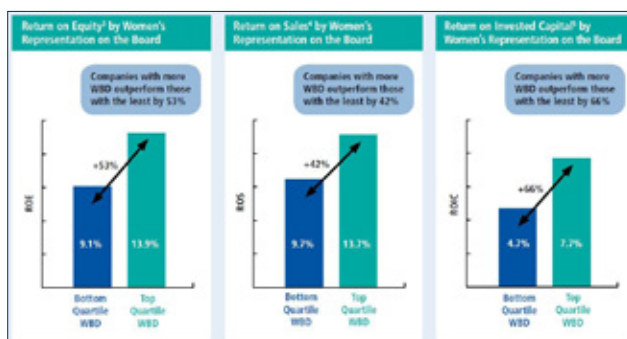 Return on Equity³ by Women's
Representation on the Board
Companies with more
WBD outperform those
with the least by 53%
+53%
ROE
9.1%
13.9%
Bottom
Quartile
WBD
Top
Quartile
WBD
Return on Sales⁴ by Women's
Representation on the Board
Companies with more
WBD outperform those
with the least by 42%
+42%
ROS
9.7%
13.7%
Bottom
Quartile
WBD
Top
Quartile
WBD
Return on Invested Capital⁵ by
Women's Representation on the Board
Companies with more
WBD outperform those
with the least by 66%
+66%
ROIC
4.7%
7.7%
Bottom
Quartile
WBD
Top
Quartile
WBD